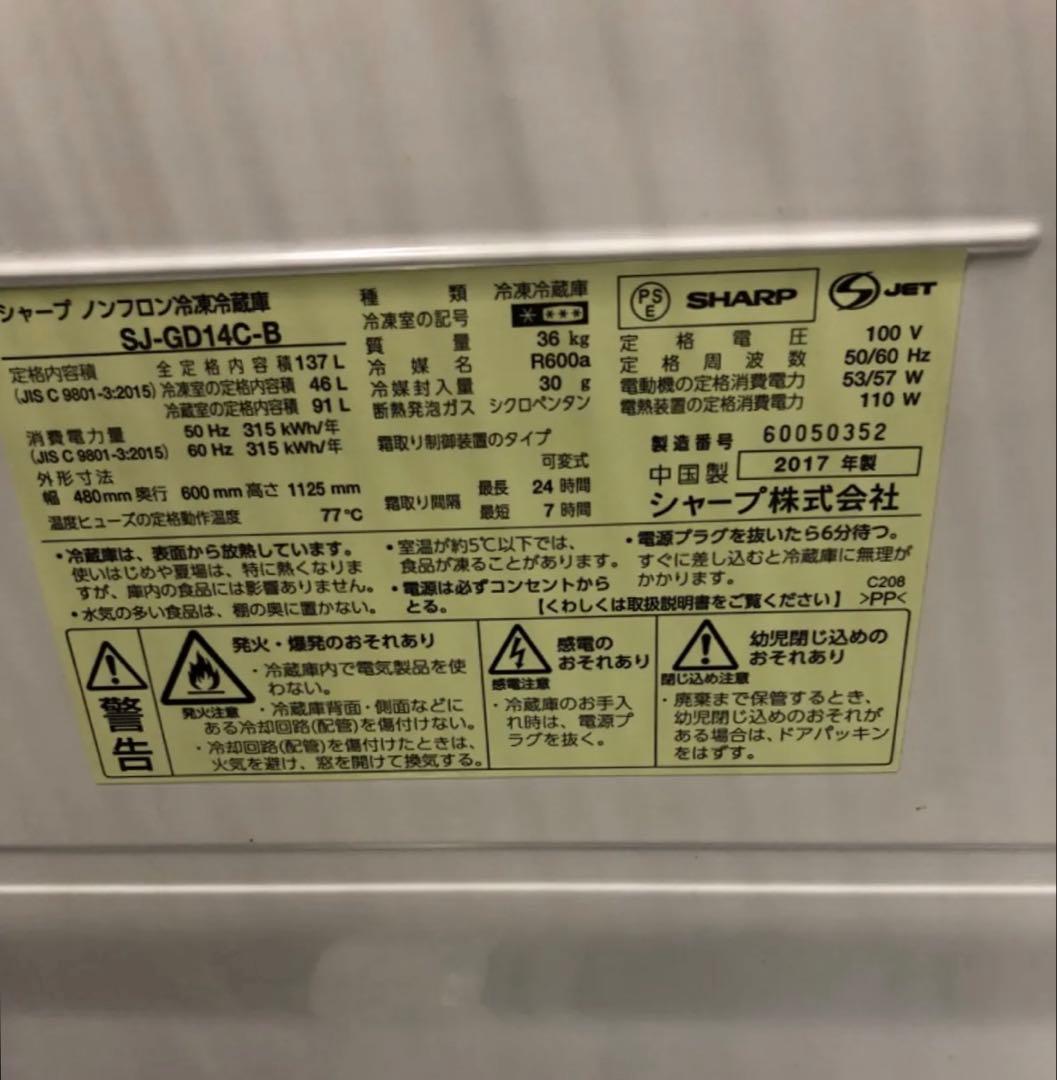 シャープ ノンフロン冷凍冷蔵庫
SJ-GD14C-B
定格内容積 全定格内容積 137 L
(JIS C 9801-3:2015) 冷凍室の定格内容積 46 L
冷蔵室の定格内容積 91 L
消費電力量 50 Hz 315 kWh/年
(JIS C 9801-3:2015) 60 Hz 315 kWh/年
外形寸法
幅 480mm 奥行 600mm 高さ 1125 mm
温度ヒューズの定格動作温度 77℃
種類 冷凍冷蔵庫
冷凍室の記号 * ***
質量 36 kg
冷媒名 R600a
冷媒封入量 30 g
断熱発泡ガス シクロペンタン
霜取り制御装置のタイプ
可変式
霜取り間隔 最長 24 時間
最短 7 時間
PSE SHARP JET
定格電圧 100 V
定格周波数 50/60 Hz
電動機の定格消費電力 53/57 W
電熱装置の定格消費電力 110 W
製造番号 60050352
中国製 2017 年製
シャープ株式会社
・冷蔵庫は、表面から放熱しています。
使いはじめや夏場は、特に熱くなりま
すが、庫内の食品には影響ありません。
・水気の多い食品は、棚の奥に置かない。
・室温が約5℃以下では、
食品が凍ることがあります。
・電源は必ずコンセントから
とる。
・電源プラグを抜いたら6分待つ。
すぐに差し込むと冷蔵庫に無理が
かかります。
C208
【くわしくは取扱説明書をご覧ください】 >PP<
警告
発火・爆発のおそれあり
発火注意
・冷蔵庫内で電気製品を使
わない。
・冷蔵庫背面・側面などに
ある冷却回路(配管)を傷付けない。
・冷却回路(配管)を傷付けたときは、
火気を避け、窓を開けて換気する。
感電の
おそれあり
感電注意
・冷蔵庫のお手入
れ時は、電源プ
ラグを抜く。
幼児閉じ込めの
おそれあり
閉じ込め注意
・廃棄まで保管するとき、
幼児閉じ込めのおそれが
ある場合は、ドアパッキン
をはずす。